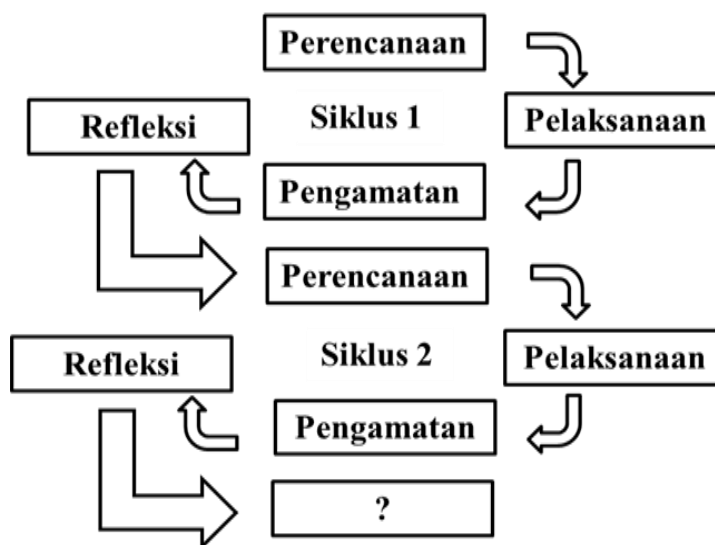 Perencanaan
Refleksi
Siklus 1
Pelaksanaan
Pengamatan
Perencanaan
Refleksi
Siklus 2
Pelaksanaan
Pengamatan
?